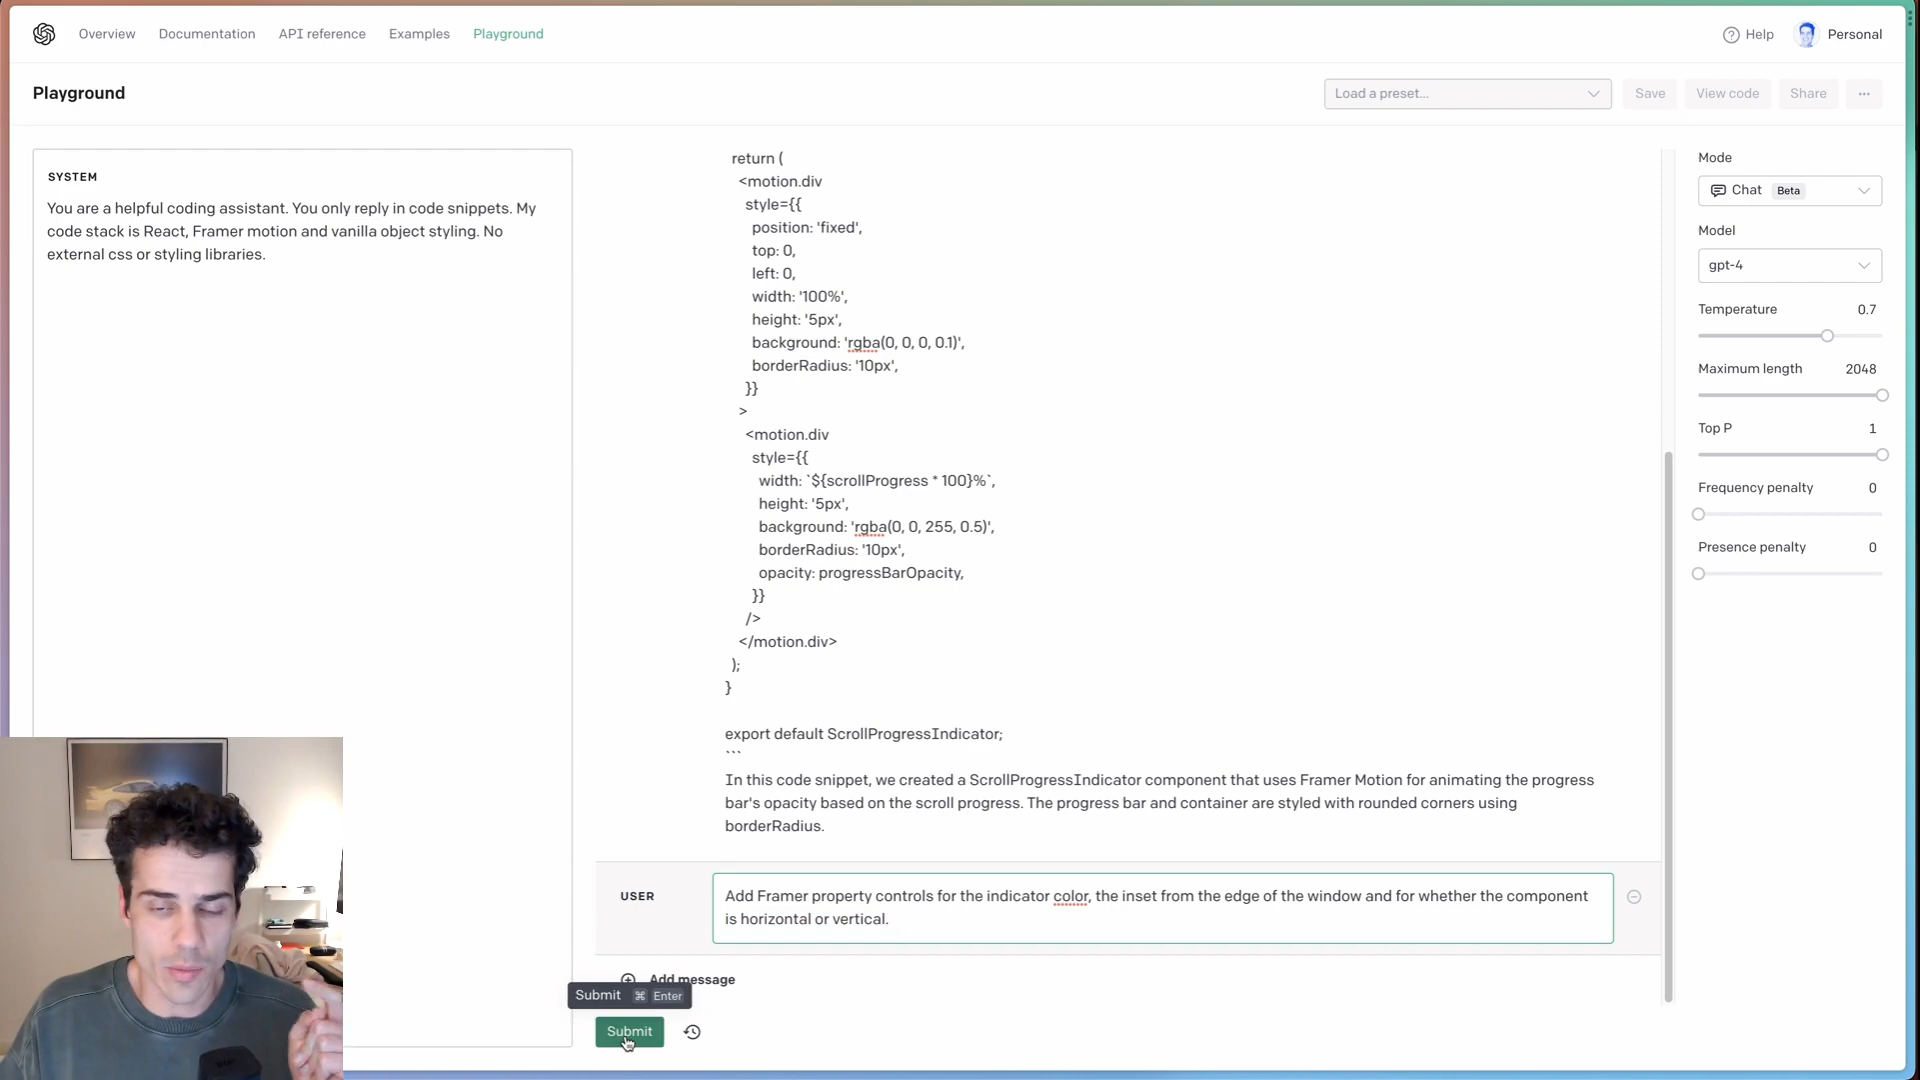 Overview Documentation API reference Examples Playground Help Personal
Playground
Load a preset... Save View code Share ...
SYSTEM
You are a helpful coding assistant. You only reply in code snippets. My
code stack is React, Framer motion and vanilla object styling. No
external css or styling libraries.
return (
<motion.div
style={{
position: 'fixed',
top: 0,
left: 0,
width: '100%',
height: '5px',
background: 'rgba(0, 0, 0, 0.1)',
borderRadius: '10px',
}}
>
<motion.div
style={{
width: `${scrollProgress * 100}%`,
height: '5px',
background: 'rgba(0, 0, 255, 0.5)',
borderRadius: '10px',
opacity: progressBarOpacity,
}}
/>
</motion.div>
);
}
export default ScrollProgressIndicator;
```
In this code snippet, we created a ScrollProgressIndicator component that uses Framer Motion for animating the progress
bar's opacity based on the scroll progress. The progress bar and container are styled with rounded corners using
borderRadius.
USER
Add Framer property controls for the indicator color, the inset from the edge of the window and for whether the component
is horizontal or vertical.
Add message
Submit ⌘ Enter
Submit
Mode
Chat Beta
Model
gpt-4
Temperature 0.7
Maximum length 2048
Top P 1
Frequency penalty 0
Presence penalty 0